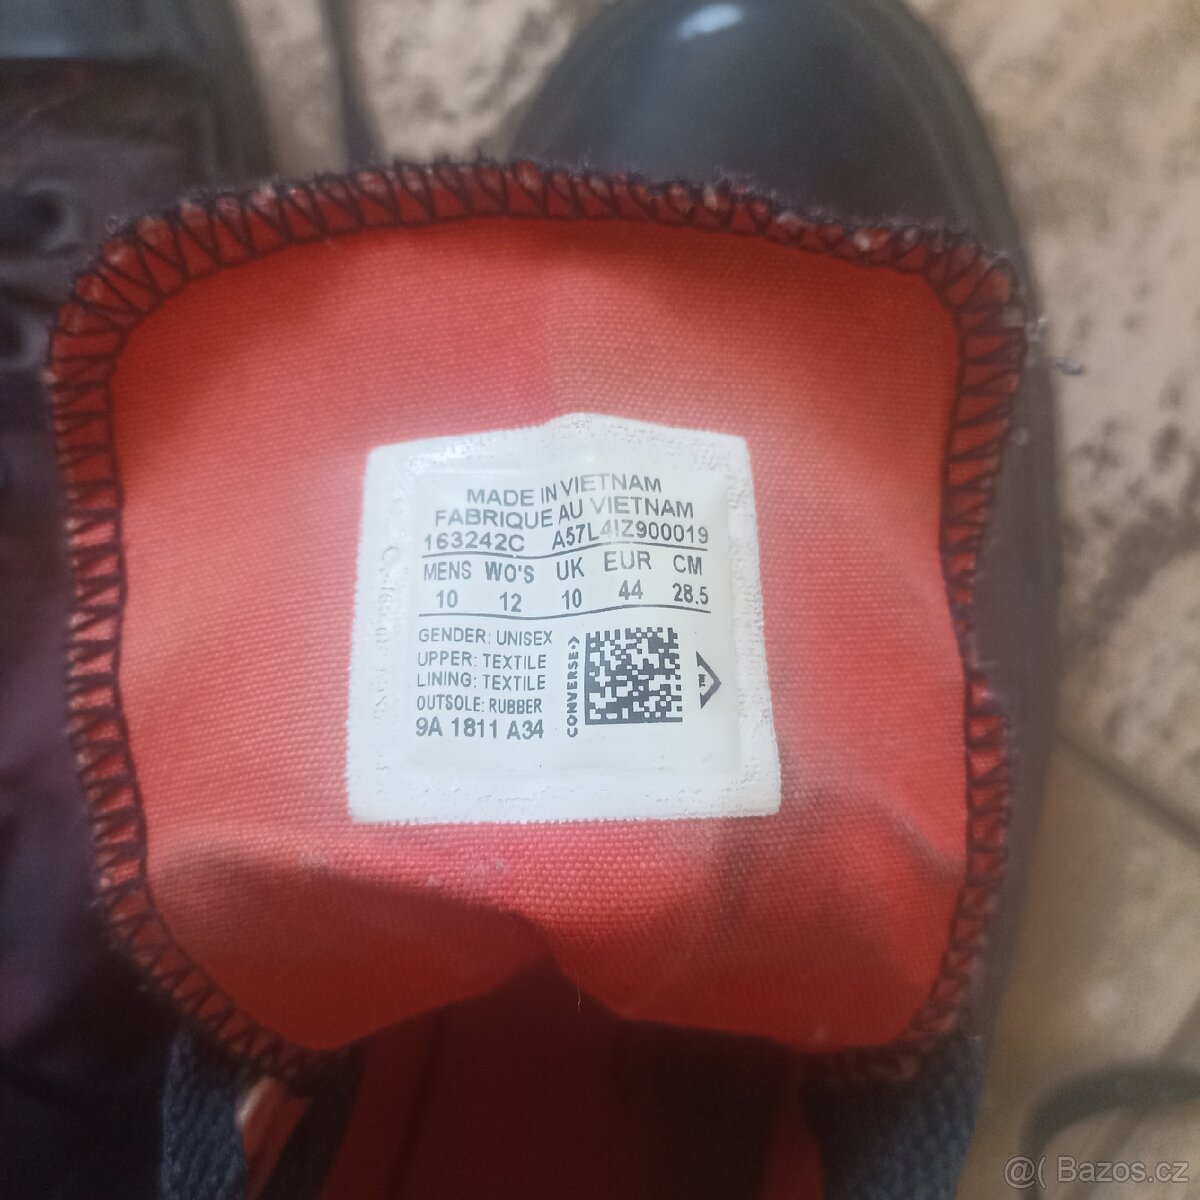 MADE IN VIETNAM
FABRIQUE AU VIETNAM
163242C A57L4IZ900019
MENS WO'S UK EUR CM
10 12 10 44 28.5
GENDER: UNISEX
UPPER: TEXTILE
LINING: TEXTILE
OUTSOLE: RUBBER
9A 1811 A34
CONVERSE
@( Bazos.cz